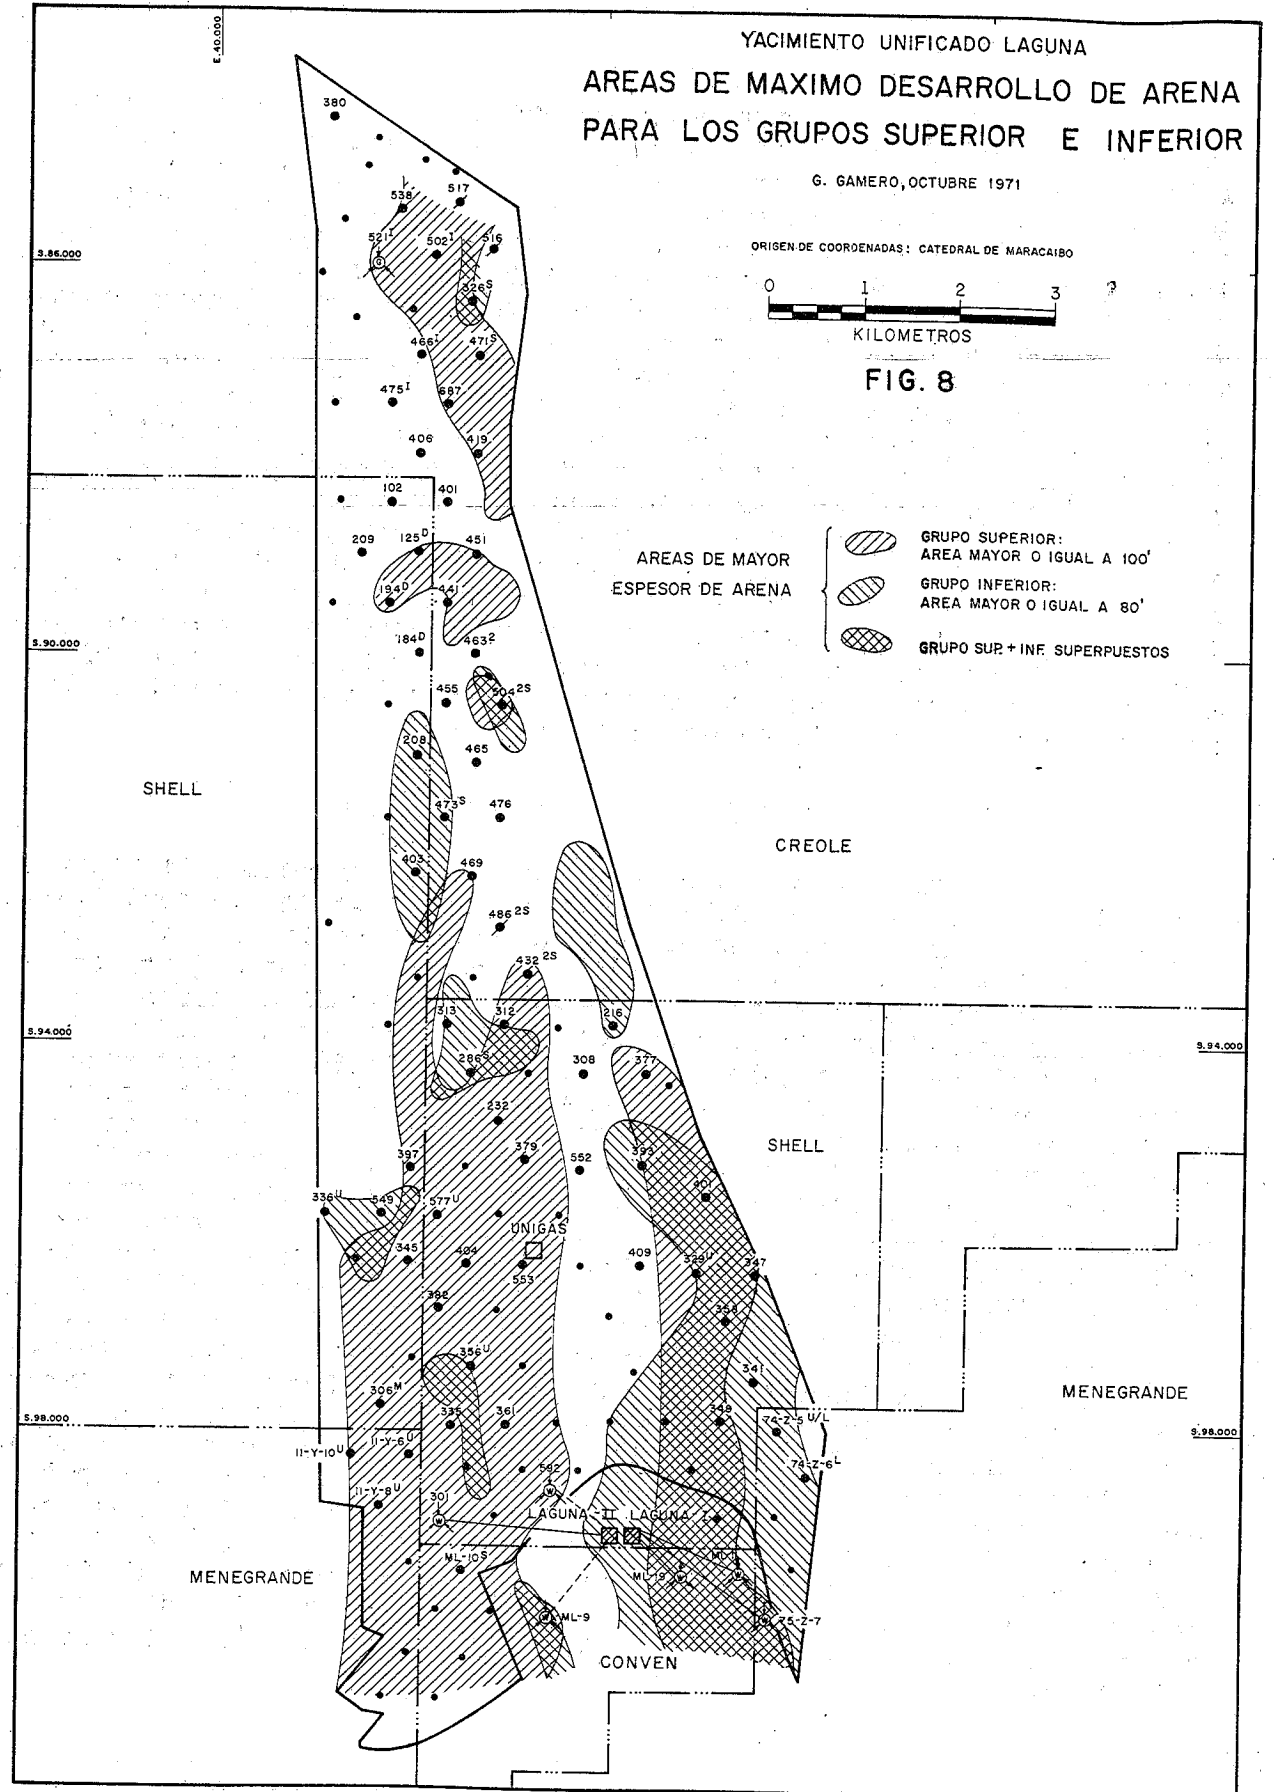 E.40.000
YACIMIENTO UNIFICADO LAGUNA
AREAS DE MAXIMO DESARROLLO DE ARENA
PARA LOS GRUPOS SUPERIOR E INFERIOR
G. GAMERO, OCTUBRE 1971
ORIGEN DE COORDENADAS: CATEDRAL DE MARACAIBO
0 1 2 3
KILOMETROS
FIG. 8
AREAS DE MAYOR
ESPESOR DE ARENA
GRUPO SUPERIOR:
AREA MAYOR O IGUAL A 100'
GRUPO INFERIOR:
AREA MAYOR O IGUAL A 80'
GRUPO SUP. + INF. SUPERPUESTOS
380
538
517
521 I
502 I
516
S.86.000
G
326 S
466 I
471 S
475 I
687
406
419
102
401
209
125 D
451
194 D
441
184 D
463 2
S.90.000
455
504 2S
208
465
SHELL
473 S
476
CREOLE
403
469
486 2S
432 2S
313
312
216
S.94.000
S.94.000
286 S
308
377
232
SHELL
397
379
552
393
401
336 U
549
577 U
UNIGAS
345
404
553
409
329 U
347
382
358
356 U
341
306 M
MENEGRANDE
335
361
349
74-Z-5 U/L
S.98.000
S.98.000
11-Y-10 U
11-Y-6 U
74-Z-6 L
592
11-Y-8 U
301
W
W
LAGUNA-II
LAGUNA-I
ML-10 S
ML-19
ML-1
W
W
MENEGRANDE
W
ML-9
W
75-Z-7
CONVEN